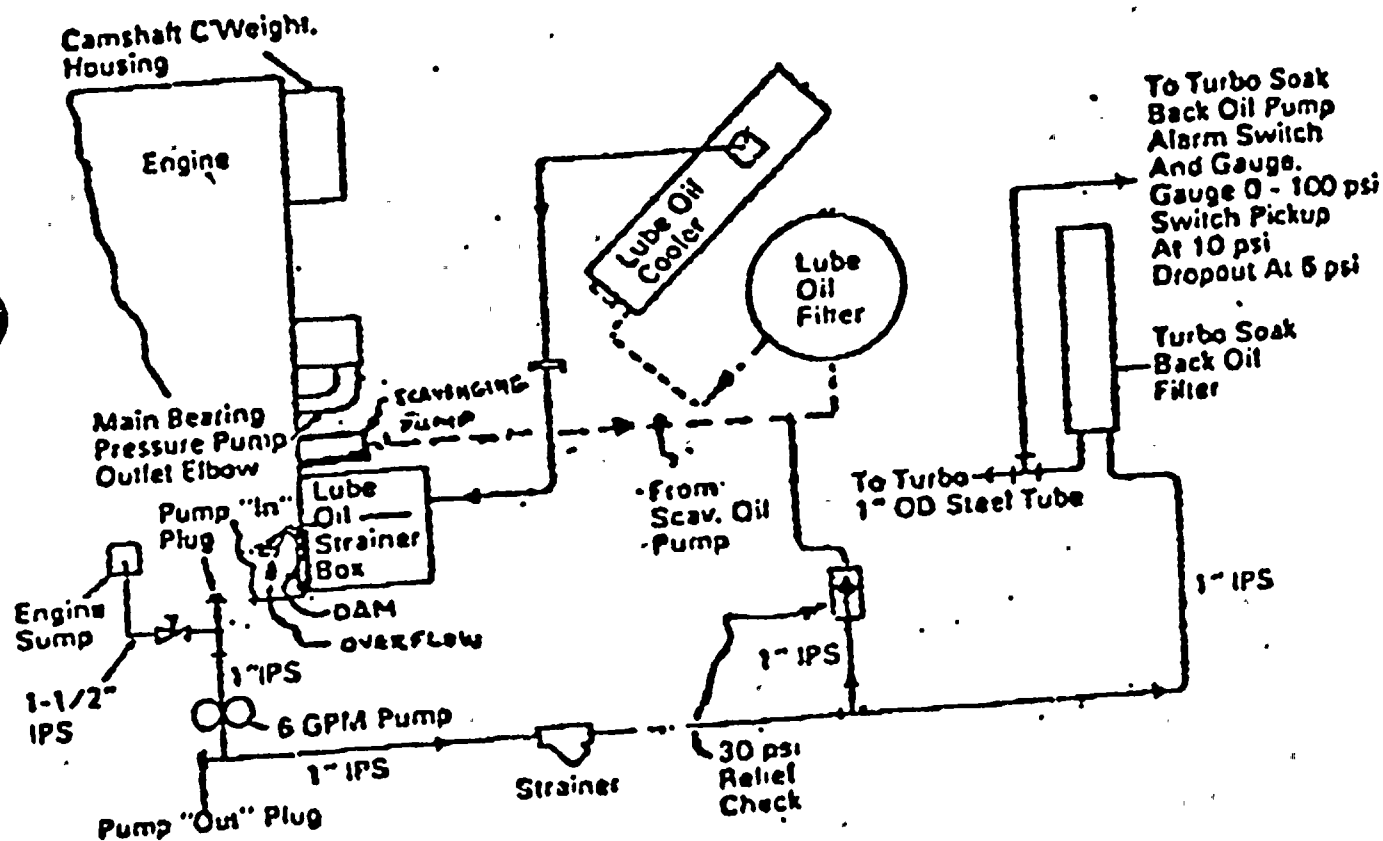 Camshaft C'Weight.
Housing
Engine
Lube Oil
Cooler
Lube
Oil
Filter
To Turbo Soak
Back Oil Pump
Alarm Switch
And Gauge.
Gauge 0 - 100 psi
Switch Pickup
At 10 psi
Dropout At 6 psi
Turbo Soak
Back Oil
Filter
SCAVENGING
PUMP
Main Bearing
Pressure Pump
Outlet Elbow
Pump "In"
Plug
Lube
Oil
Strainer
Box
From
Scav. Oil
Pump
To Turbo
1" OD Steel Tube
Engine
Sump
DAM
OVERFLOW
1" IPS
1" IPS
1" IPS
1-1/2"
IPS
6 GPM Pump
1" IPS
Strainer
30 psi
Relief
Check
Pump "Out" Plug